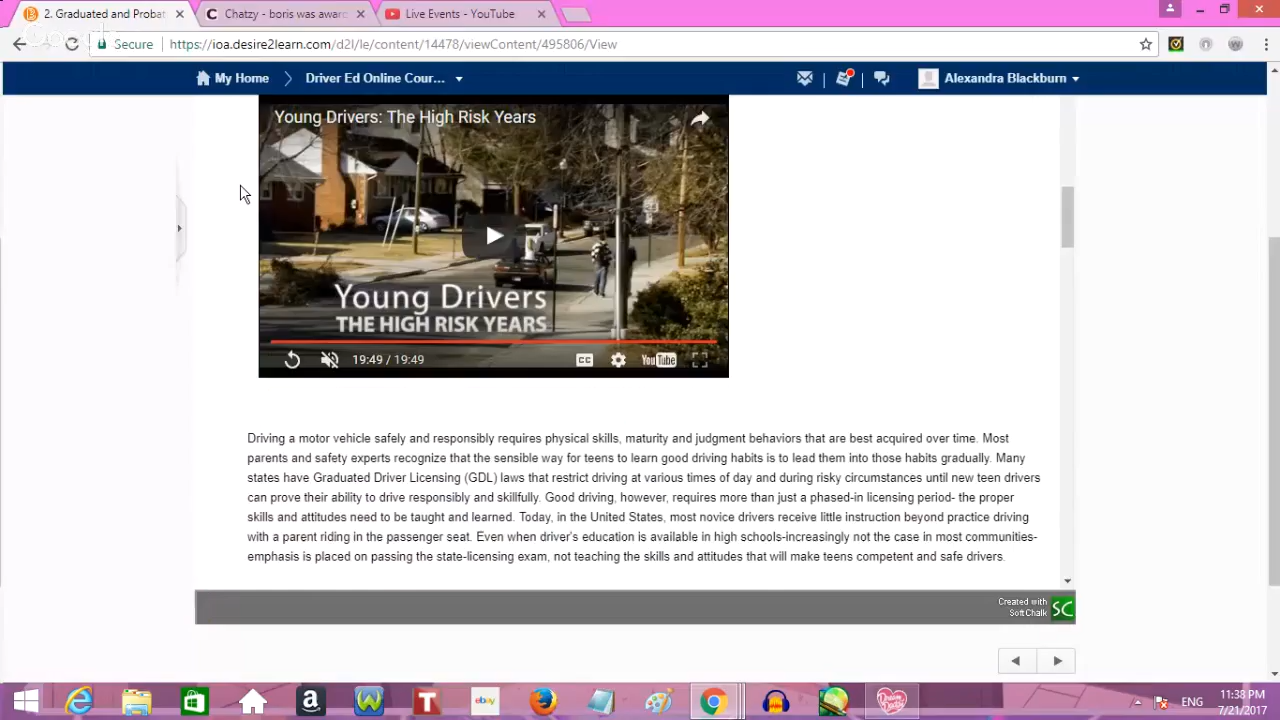 2. Graduated and Probat
Chatzy - boris was award
Live Events - YouTube
Secure
https://ioa.desire2learn.com/d2l/le/content/14478/viewContent/495806/View
My Home
Driver Ed Online Cour...
Alexandra Blackburn
Young Drivers: The High Risk Years
Young Drivers
THE HIGH RISK YEARS
19:49 / 19:49
CC
YouTube
Driving a motor vehicle safely and responsibly requires physical skills, maturity and judgment behaviors that are best acquired over time. Most
parents and safety experts recognize that the sensible way for teens to learn good driving habits is to lead them into those habits gradually. Many
states have Graduated Driver Licensing (GDL) laws that restrict driving at various times of day and during risky circumstances until new teen drivers
can prove their ability to drive responsibly and skillfully. Good driving, however, requires more than just a phased-in licensing period- the proper
skills and attitudes need to be taught and learned. Today, in the United States, most novice drivers receive little instruction beyond practice driving
with a parent riding in the passenger seat. Even when driver's education is available in high schools-increasingly not the case in most communities-
emphasis is placed on passing the state-licensing exam, not teaching the skills and attitudes that will make teens competent and safe drivers.
Created with
SoftChalk
SC
ebay
ENG
11:38 PM
7/21/2017